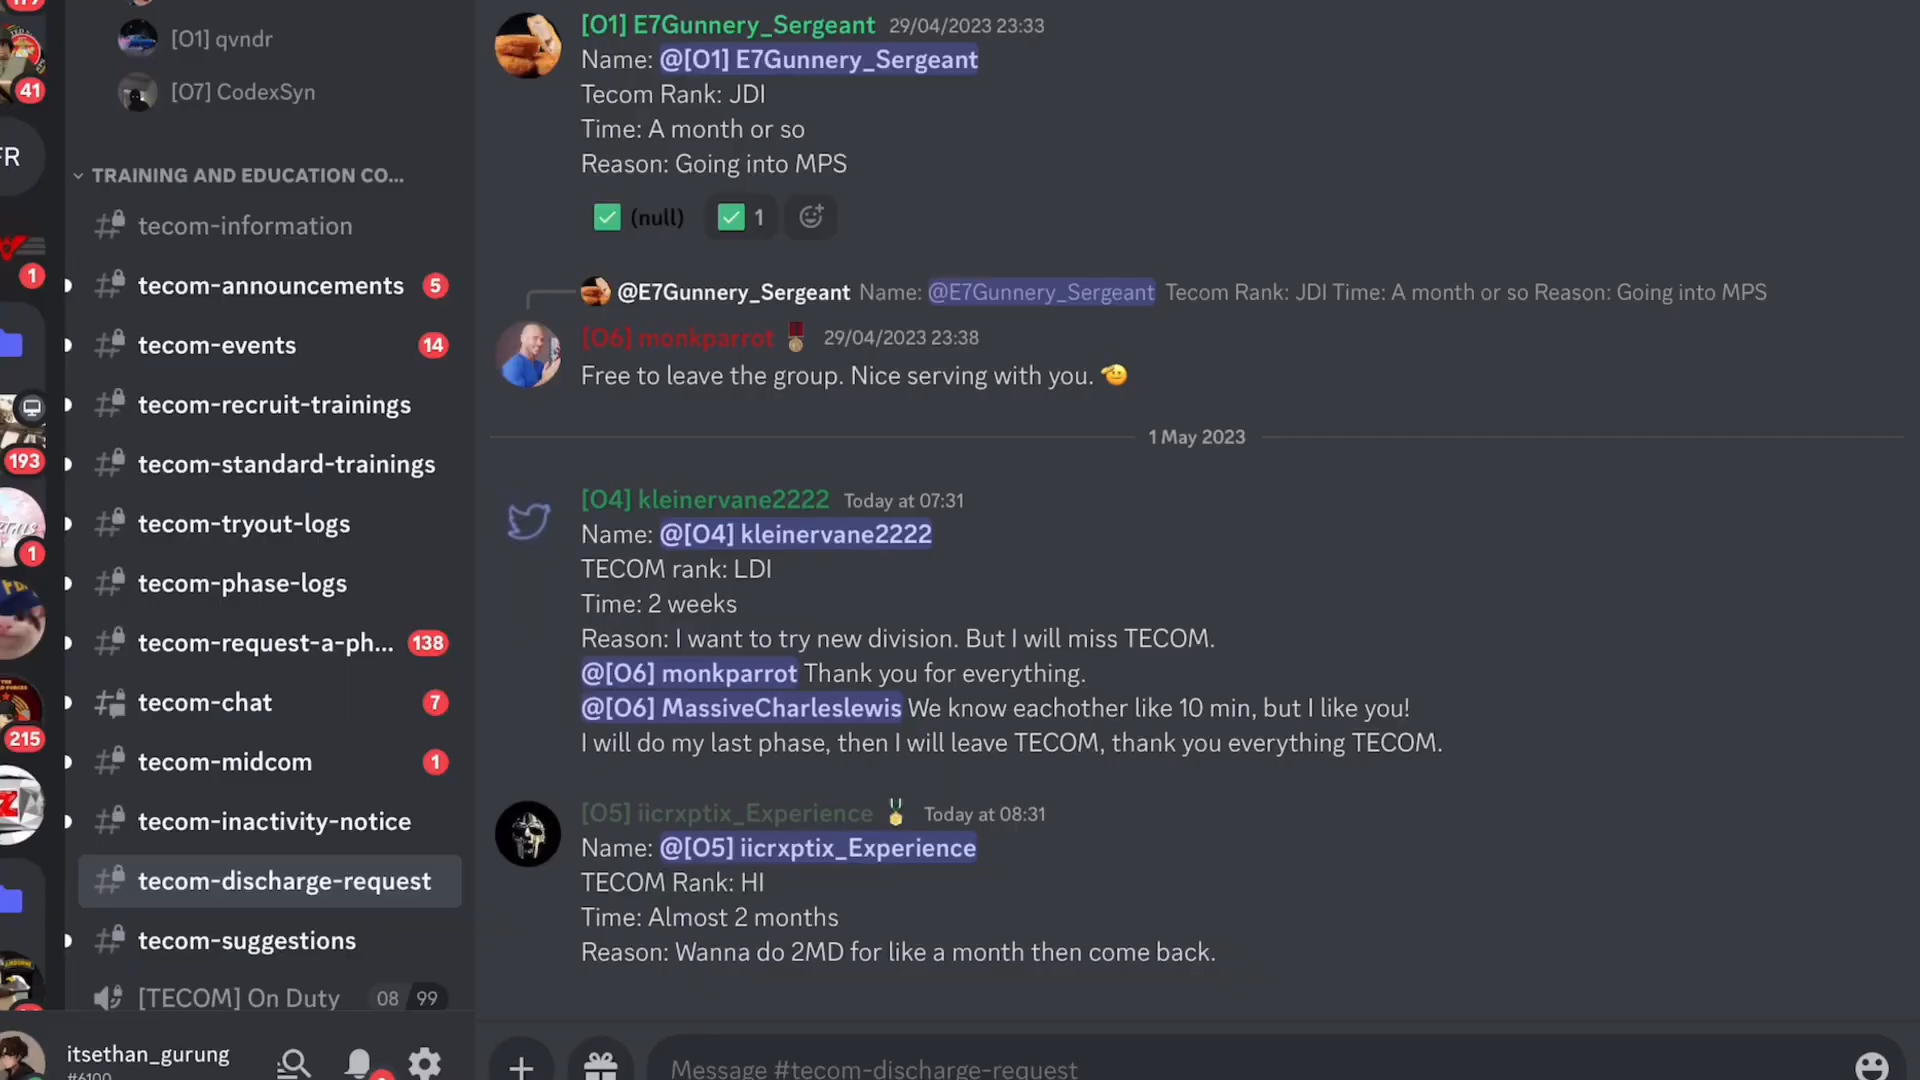 41
FR
1
193
1
215
[O1] qvndr
[O7] CodexSyn
TRAINING AND EDUCATION CO...
tecom-information
tecom-announcements 5
tecom-events 14
tecom-recruit-trainings
tecom-standard-trainings
tecom-tryout-logs
tecom-phase-logs
tecom-request-a-ph... 138
tecom-chat 7
tecom-midcom 1
tecom-inactivity-notice
tecom-discharge-request
tecom-suggestions
[TECOM] On Duty 08 99
itsethan_gurung
#6100
[O1] E7Gunnery_Sergeant 29/04/2023 23:33
Name: @[O1] E7Gunnery_Sergeant
Tecom Rank: JDI
Time: A month or so
Reason: Going into MPS
(null) 1
@E7Gunnery_Sergeant Name: @E7Gunnery_Sergeant Tecom Rank: JDI Time: A month or so Reason: Going into MPS
[O6] monkparrot 29/04/2023 23:38
Free to leave the group. Nice serving with you.
1 May 2023
[O4] kleinervane2222 Today at 07:31
Name: @[O4] kleinervane2222
TECOM rank: LDI
Time: 2 weeks
Reason: I want to try new division. But I will miss TECOM.
@[O6] monkparrot Thank you for everything.
@[O6] MassiveCharleslewis We know eachother like 10 min, but I like you!
I will do my last phase, then I will leave TECOM, thank you everything TECOM.
[O5] iicrxptix_Experience Today at 08:31
Name: @[O5] iicrxptix_Experience
TECOM Rank: HI
Time: Almost 2 months
Reason: Wanna do 2MD for like a month then come back.
Message #tecom-discharge-request